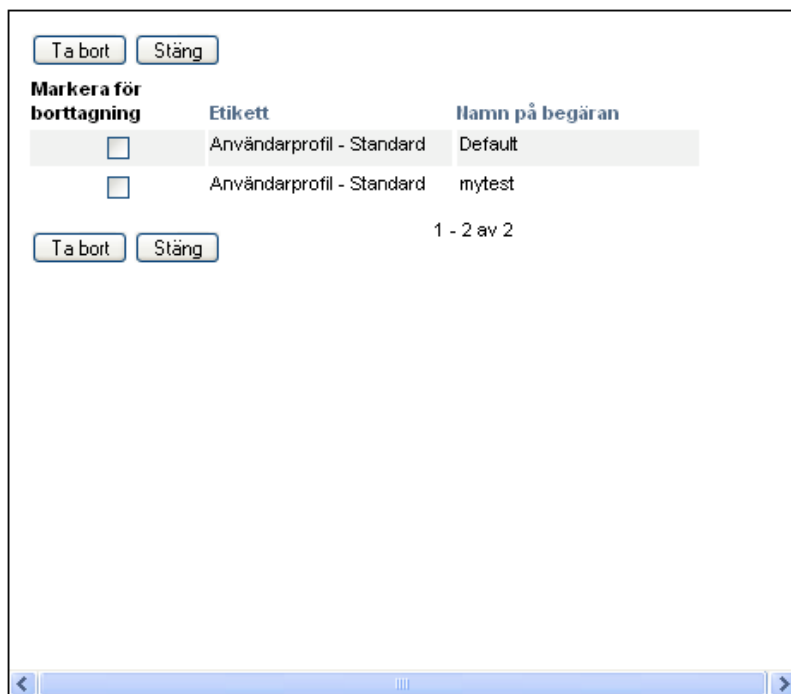 Ta bort Stäng
Markera för
borttagning Etikett Namn på begäran
Användarprofil - Standard Default
Användarprofil - Standard mytest
1 - 2 av 2
Ta bort Stäng